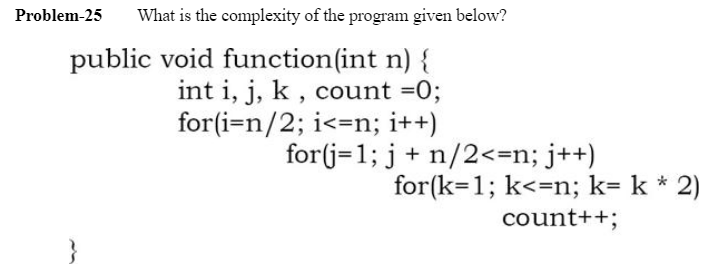 Problem-25 What is the complexity of the program given below?
public void function(int n) {
int i, j, k , count =0;
for(i=n/2; i<=n; i++)
for(j=1; j + n/2<=n; j++)
for(k=1; k<=n; k= k * 2)
count++;
}